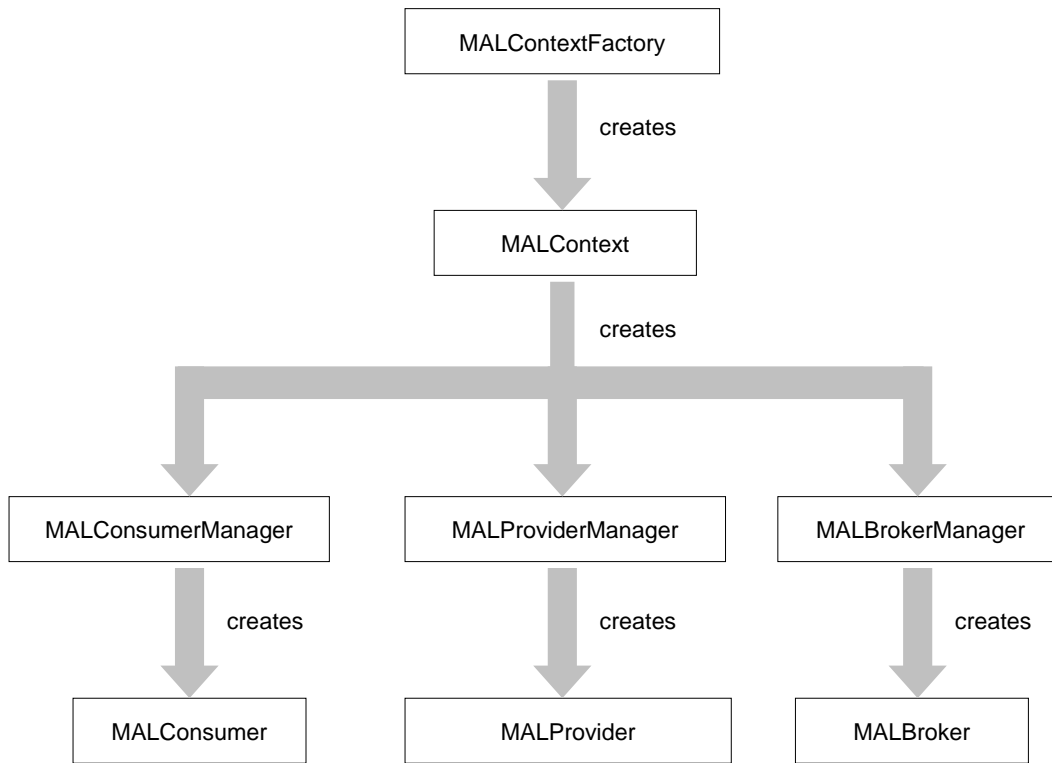 MALContextFactory
creates
MALContext
creates
MALConsumerManager
MALProviderManager
MALBrokerManager
creates
creates
creates
MALConsumer
MALProvider
MALBroker